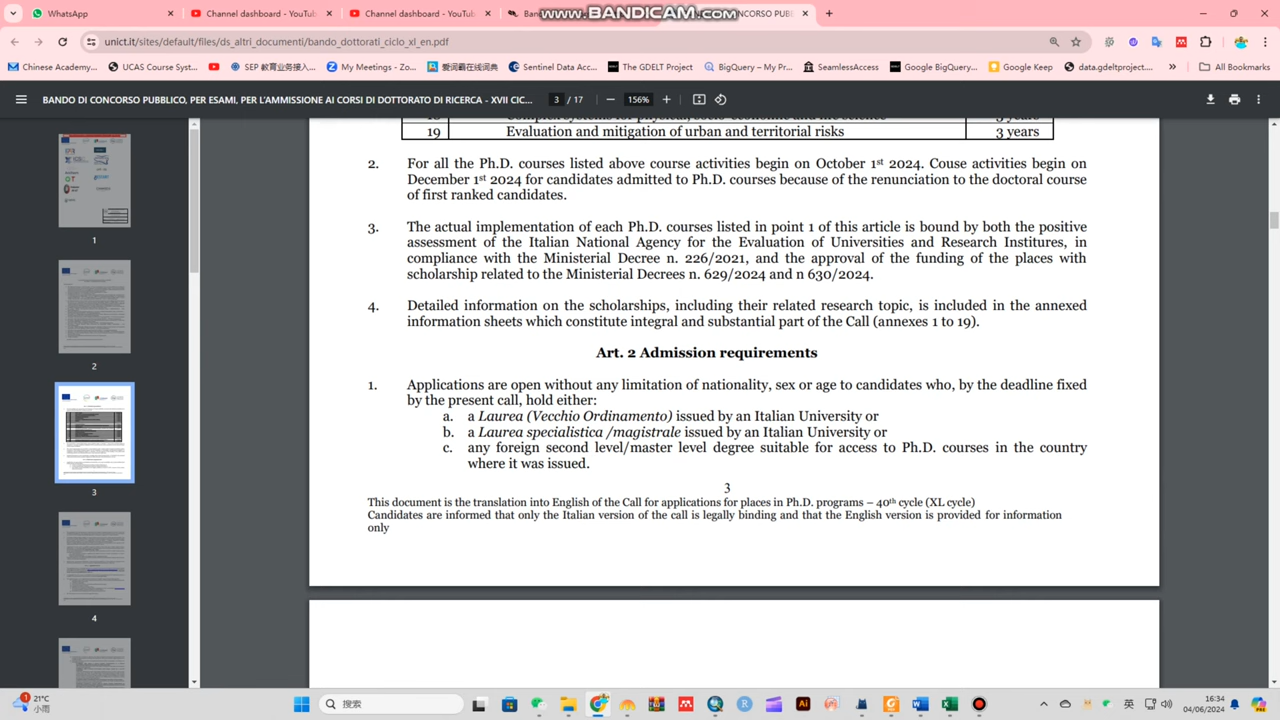 WhatsApp
Channel dashboard - YouTu
Channel dashboard - YouTu
Ban
www.BANDICAM.com
NCORSO PUBB
unict.it/sites/default/files/ds_altri_documenti/bando_dottorati_ciclo_xl_en.pdf
Chinese Academy...
UCAS Course Syst...
SEP 教育业务接入...
My Meetings - Zo...
爱词霸在线词典
Sentinel Data Acc...
The GDELT Project
BigQuery – My Pr...
SeamlessAccess
Google BigQuery...
Google Keep
data.gdeltproject....
All Bookmarks
BANDO DI CONCORSO PUBBLICO, PER ESAMI, PER L'AMMISSIONE AI CORSI DI DOTTORATO DI RICERCA - XVII CIC...
3 / 17
156%
19 Evaluation and mitigation of urban and territorial risks 3 years
2. For all the Ph.D. courses listed above course activities begin on October 1st 2024. Couse activities begin on
December 1st 2024 for candidates admitted to Ph.D. courses because of the renunciation to the doctoral course
of first ranked candidates.
3. The actual implementation of each Ph.D. courses listed in point 1 of this article is bound by both the positive
assessment of the Italian National Agency for the Evaluation of Universities and Research Institures, in
compliance with the Ministerial Decree n. 226/2021, and the approval of the funding of the places with
scholarship related to the Ministerial Decrees n. 629/2024 and n 630/2024.
4. Detailed information on the scholarships, including their related research topic, is included in the annexed
information sheets which constitute integral and substantial part of the Call (annexes 1 to 19).
Art. 2 Admission requirements
1. Applications are open without any limitation of nationality, sex or age to candidates who, by the deadline fixed
by the present call, hold either:
a. a Laurea (Vecchio Ordinamento) issued by an Italian University or
b. a Laurea specialistica /magistrale issued by an Italian University or
c. any foreign second level/master level degree suitable for access to Ph.D. courses in the country
where it was issued.
3
This document is the translation into English of the Call for applications for places in Ph.D. programs – 40th cycle (XL cycle)
Candidates are informed that only the Italian version of the call is legally binding and that the English version is provided for information
only
1
2
3
4
21°C
小雨
搜索
英
16:34
04/06/2024